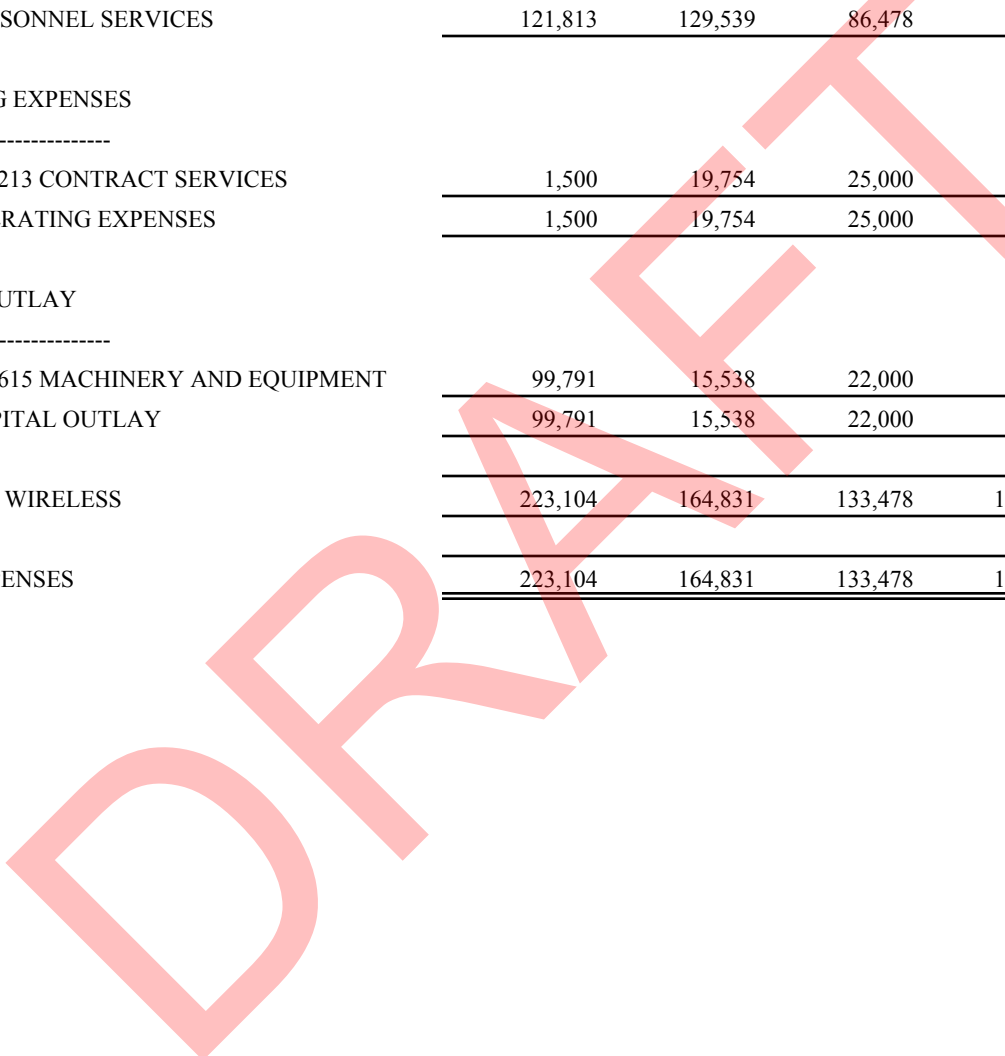 SONNEL SERVICES 121,813 129,539 86,478
G EXPENSES
--------------
213 CONTRACT SERVICES 1,500 19,754 25,000
RATING EXPENSES 1,500 19,754 25,000
UTLAY
--------------
615 MACHINERY AND EQUIPMENT 99,791 15,538 22,000
PITAL OUTLAY 99,791 15,538 22,000
WIRELESS 223,104 164,831 133,478 1
ENSES 223,104 164,831 133,478 1
DRAFT